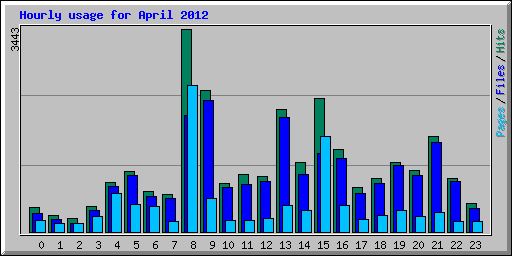 Hourly usage for April 2012
3443
Pages / Files / Hits
0 1 2 3 4 5 6 7 8 9 10 11 12 13 14 15 16 17 18 19 20 21 22 23